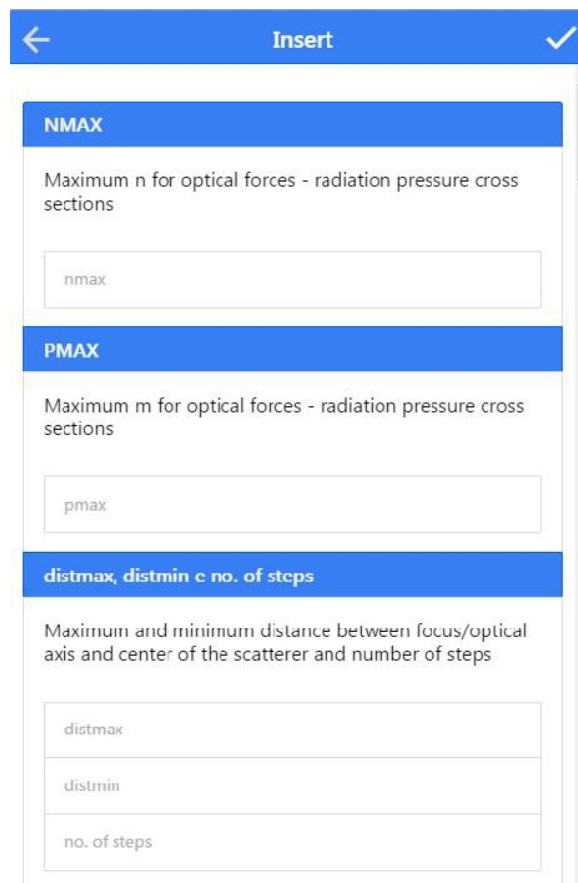 Insert
NMAX
Maximum n for optical forces - radiation pressure cross
sections
nmax
PMAX
Maximum m for optical forces - radiation pressure cross
sections
pmax
distmax, distmin e no. of steps
Maximum and minimum distance between focus/optical
axis and center of the scatterer and number of steps
distmax
distmin
no. of steps